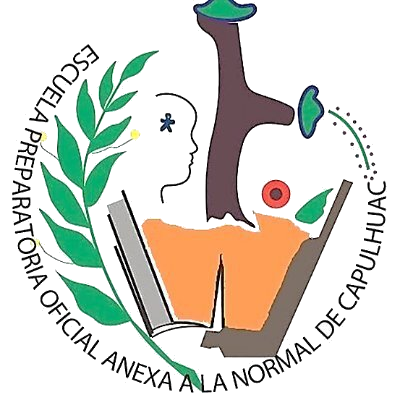 ESCUELA PREPARATORIA OFICIAL ANEXA A LA NORMAL DE CAPULHUAC